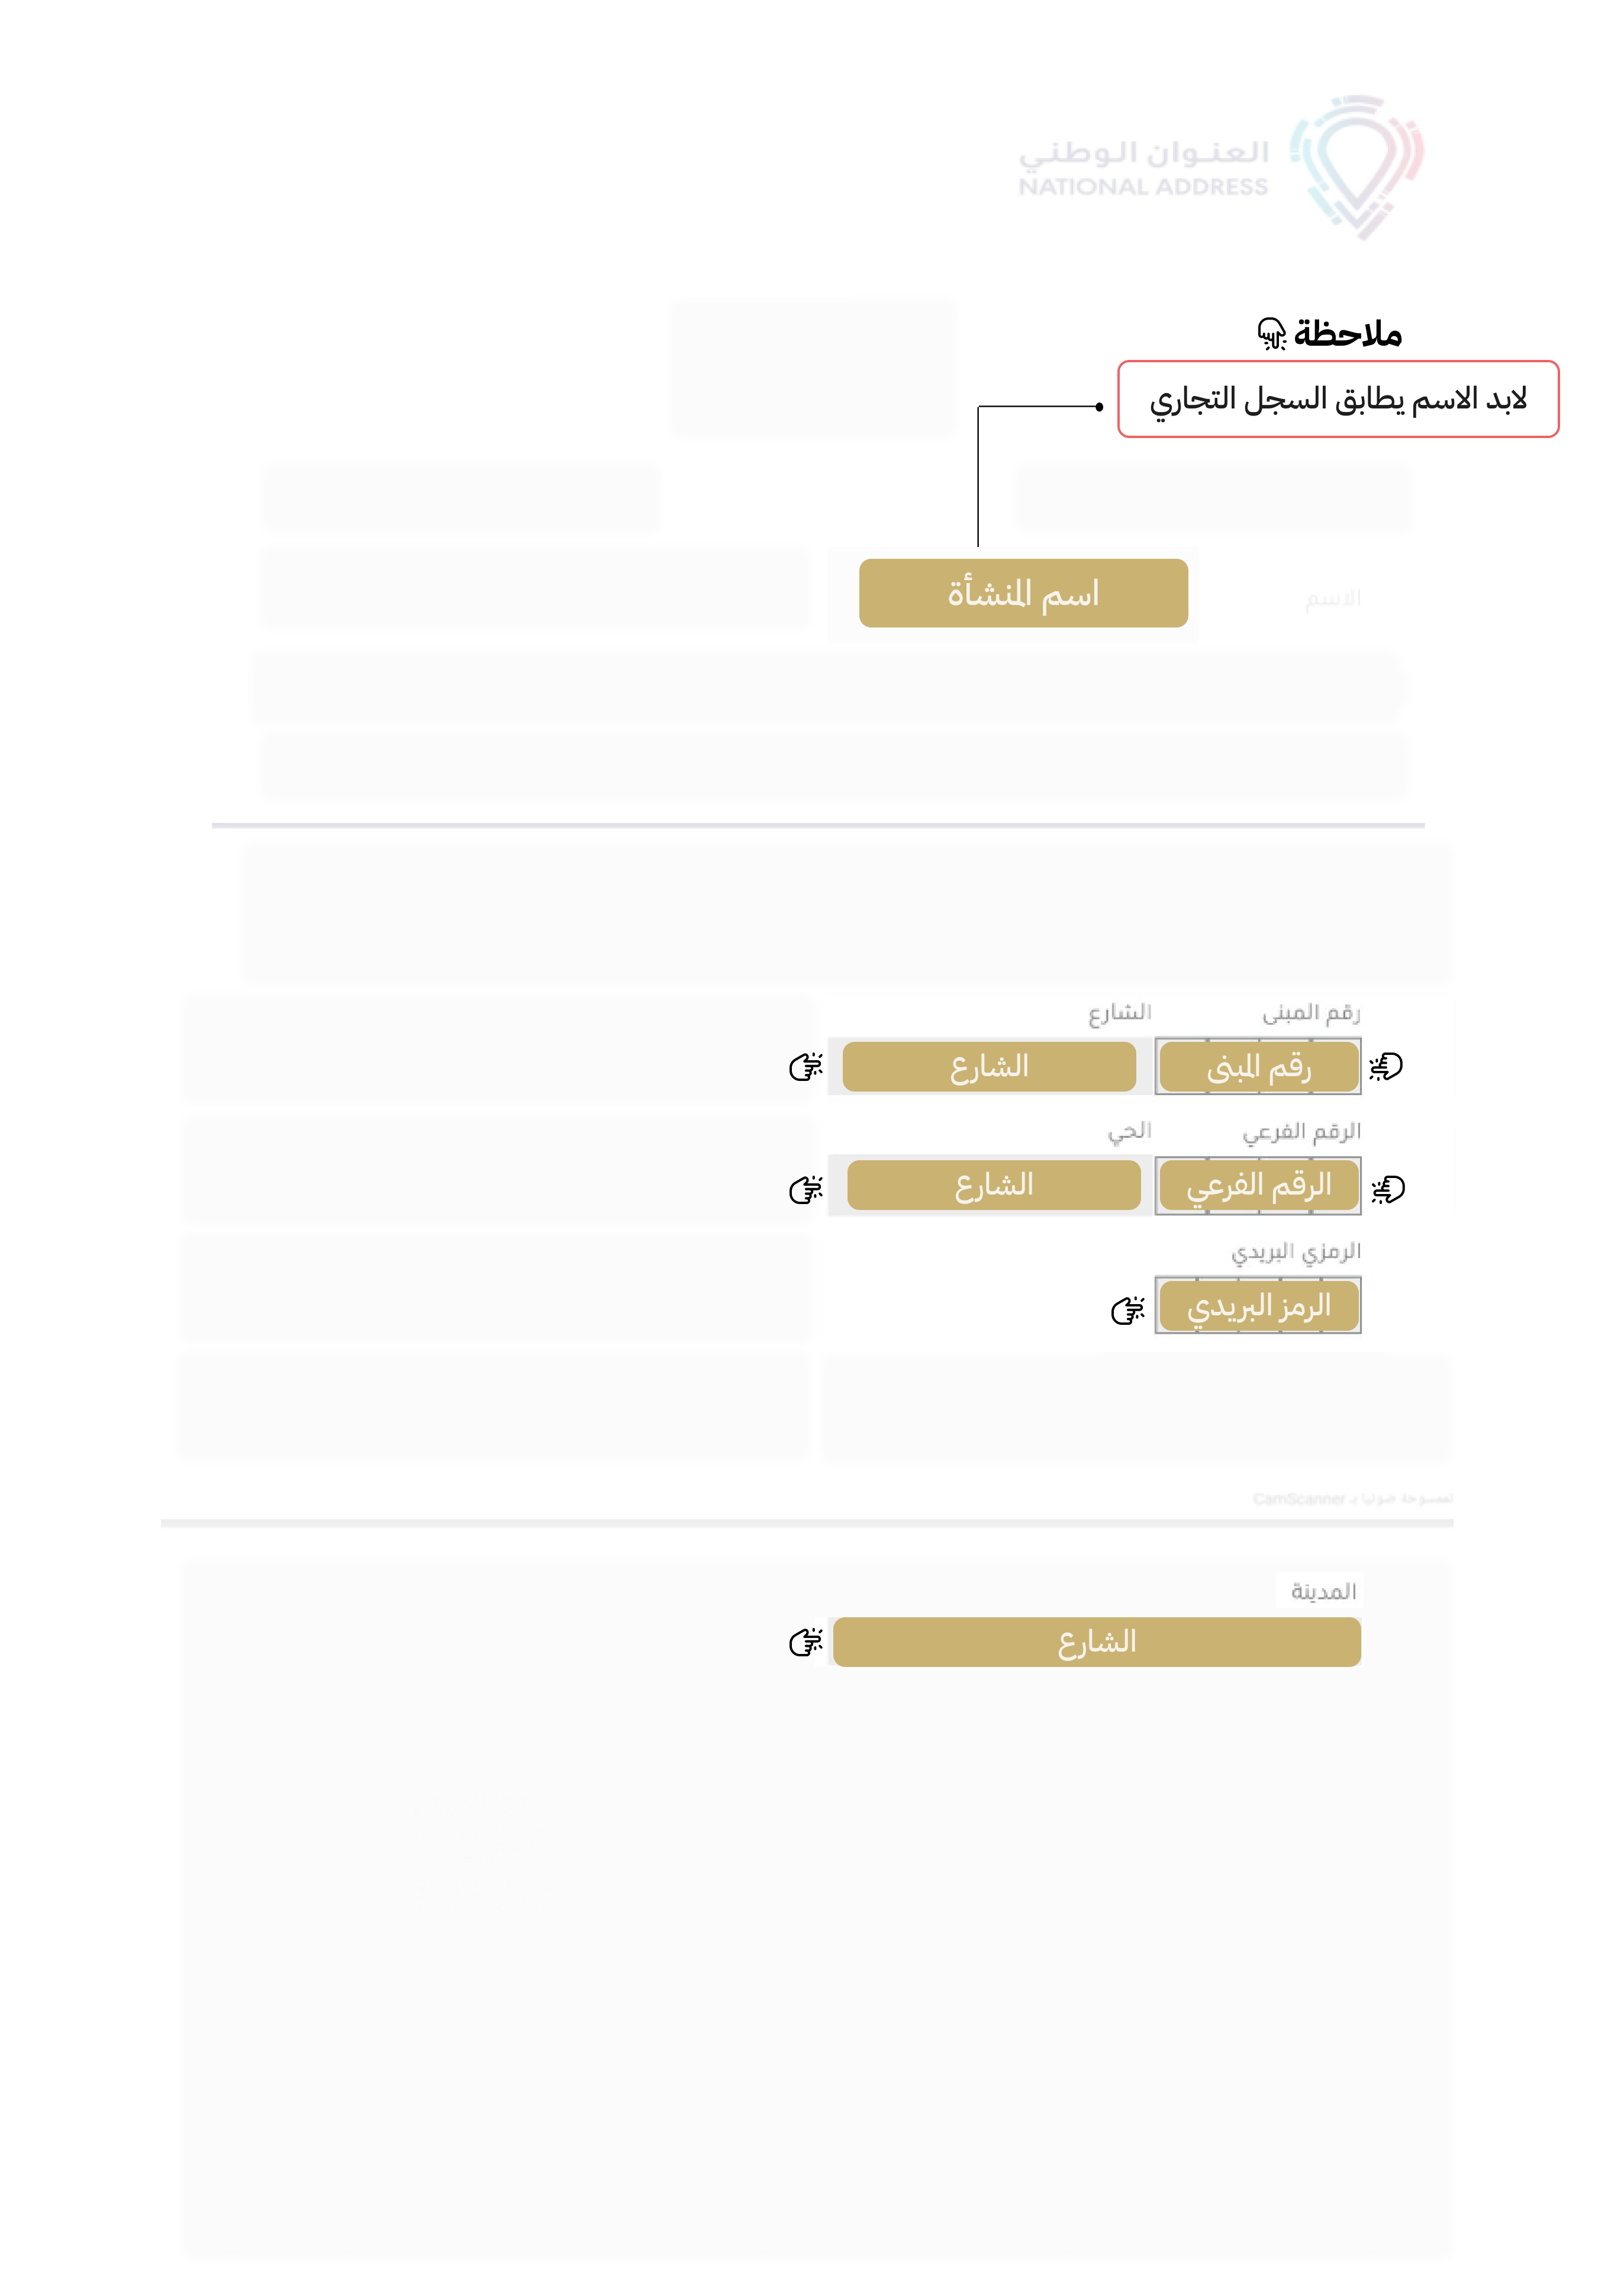 العنوان الوطني
NATIONAL ADDRESS
ملاحظة
لابد الاسم يطابق السجل التجاري
الاسم
اسم المنشأة
رقم المبنى
الشارع
رقم المبنى
الشارع
الرقم الفرعي
الحي
الرقم الفرعي
الشارع
الرمزي البريدي
الرمز البريدي
لممسوحة ضوئيا بـ CamScanner
المدينة
الشارع